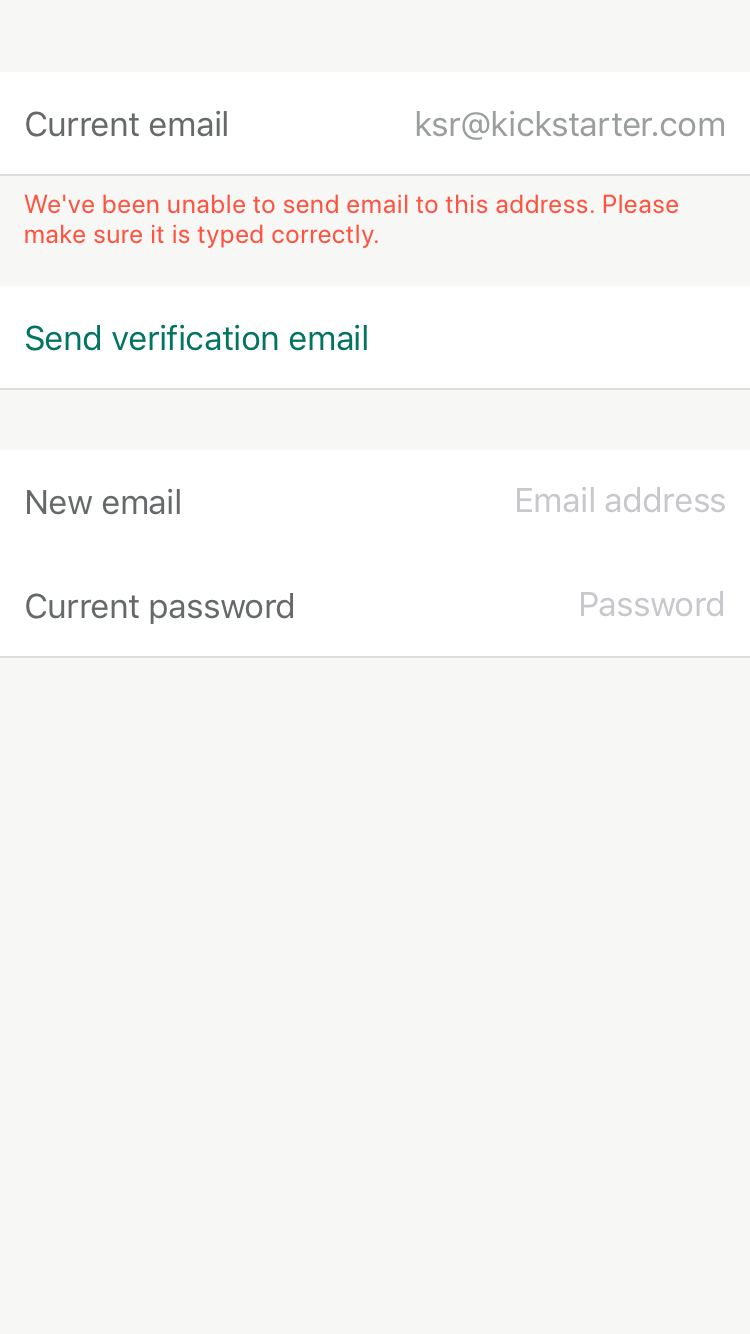 Current email ksr@kickstarter.com
We've been unable to send email to this address. Please
make sure it is typed correctly.
Send verification email
New email Email address
Current password Password